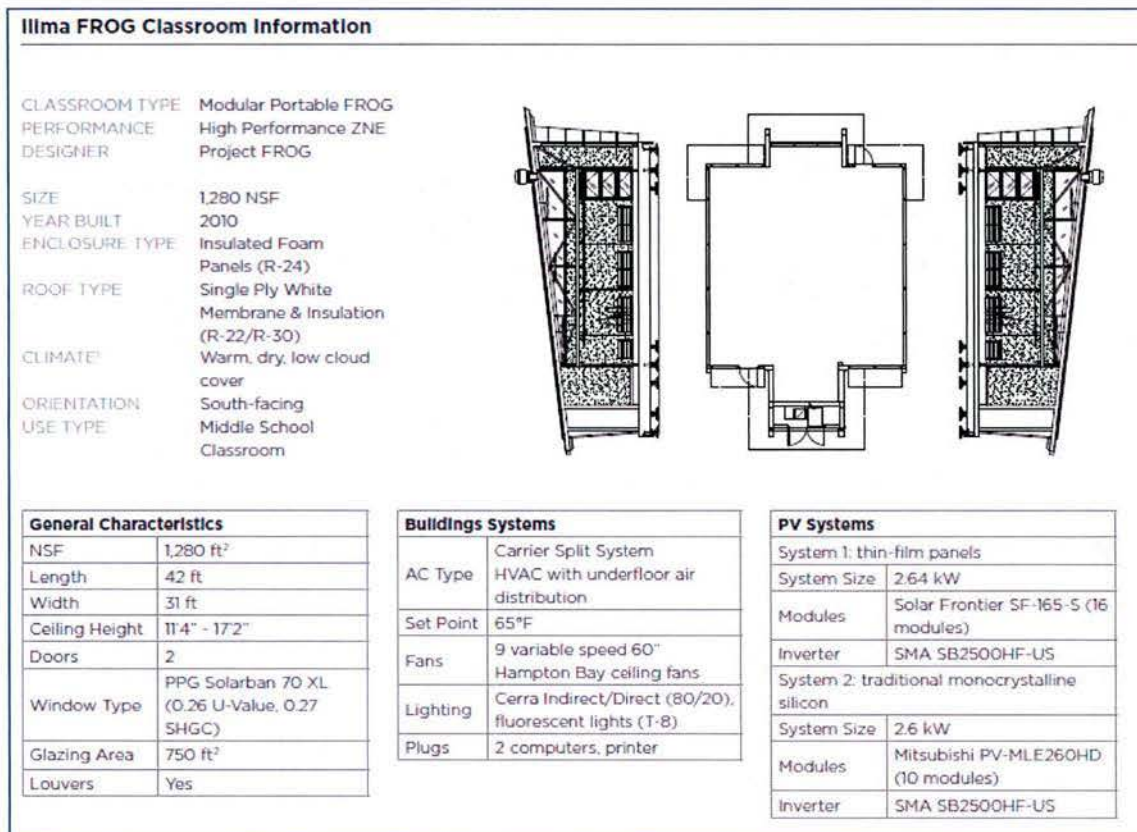 Ilima FROG Classroom Information
CLASSROOM TYPE Modular Portable FROG
PERFORMANCE High Performance ZNE
DESIGNER Project FROG
SIZE 1,280 NSF
YEAR BUILT 2010
ENCLOSURE TYPE Insulated Foam
Panels (R-24)
ROOF TYPE Single Ply White
Membrane & Insulation
(R-22/R-30)
CLIMATE¹ Warm, dry, low cloud
cover
ORIENTATION South-facing
USE TYPE Middle School
Classroom
General Characteristics
NSF 1,280 ft²
Length 42 ft
Width 31 ft
Ceiling Height 11'4" - 17'2"
Doors 2
Window Type PPG Solarban 70 XL
(0.26 U-Value, 0.27
SHGC)
Glazing Area 750 ft²
Louvers Yes
Buildings Systems
AC Type Carrier Split System
HVAC with underfloor air
distribution
Set Point 65°F
Fans 9 variable speed 60"
Hampton Bay ceiling fans
Lighting Cerra Indirect/Direct (80/20),
fluorescent lights (T-8)
Plugs 2 computers, printer
PV Systems
System 1: thin-film panels
System Size 2.64 kW
Modules Solar Frontier SF-165-S (16
modules)
Inverter SMA SB2500HF-US
System 2: traditional monocrystalline
silicon
System Size 2.6 kW
Modules Mitsubishi PV-MLE260HD
(10 modules)
Inverter SMA SB2500HF-US